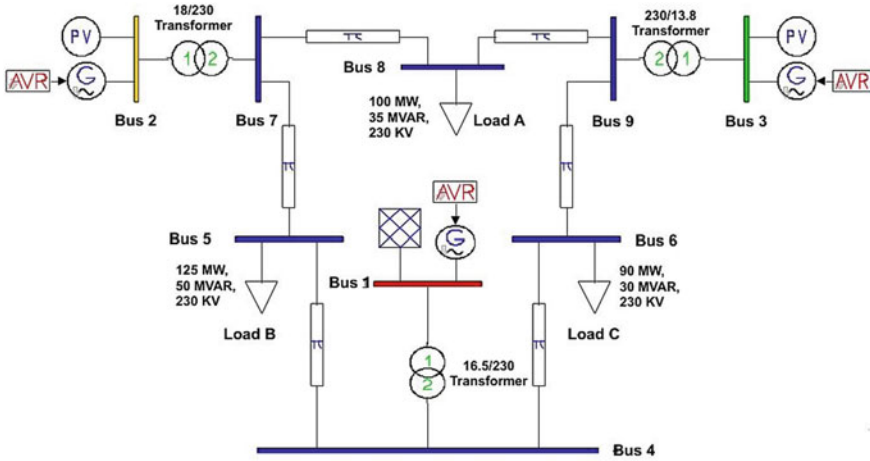 18/230
Transformer
230/13.8
Transformer
PV
π
π
PV
1 2
2 1
Bus 8
AVR
G
G
AVR
Bus 2
Bus 7
100 MW,
35 MVAR,
230 KV
Load A
Bus 9
Bus 3
π
π
AVR
G
Bus 5
Bus 6
125 MW,
50 MVAR,
230 KV
Bus 1
90 MW,
30 MVAR,
230 KV
Load B
Load C
π
π
1
2
16.5/230
Transformer
Bus 4